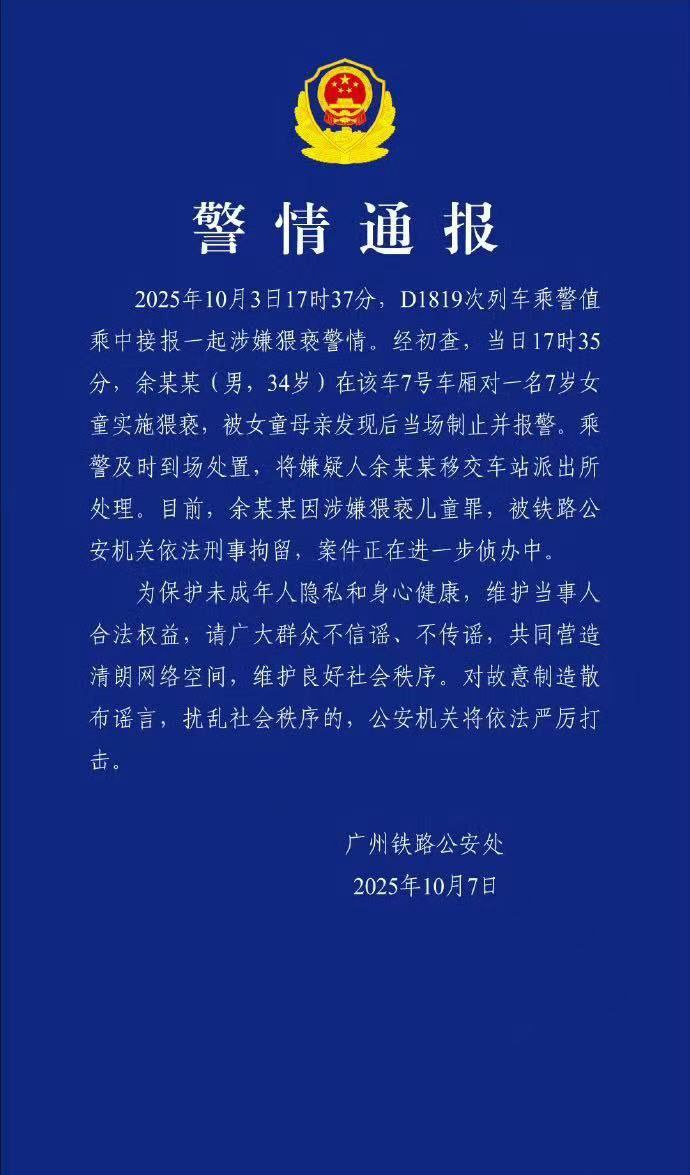 警情通报
2025年10月3日17时37分，D1819次列车乘警值
乘中接报一起涉嫌猥亵警情。经初查，当日17时35
分，余某某（男，34岁）在该车7号车厢对一名7岁女
童实施猥亵，被女童母亲发现后当场制止并报警。乘
警及时到场处置，将嫌疑人余某某移交车站派出所
处理。目前，余某某因涉嫌猥亵儿童罪，被铁路公
安机关依法刑事拘留，案件正在进一步侦办中。
为保护未成年人隐私和身心健康，维护当事人
合法权益，请广大群众不信谣、不传谣，共同营造
清朗网络空间，维护良好社会秩序。对故意制造散
布谣言，扰乱社会秩序的，公安机关将依法严厉打
击。
广州铁路公安处
2025年10月7日